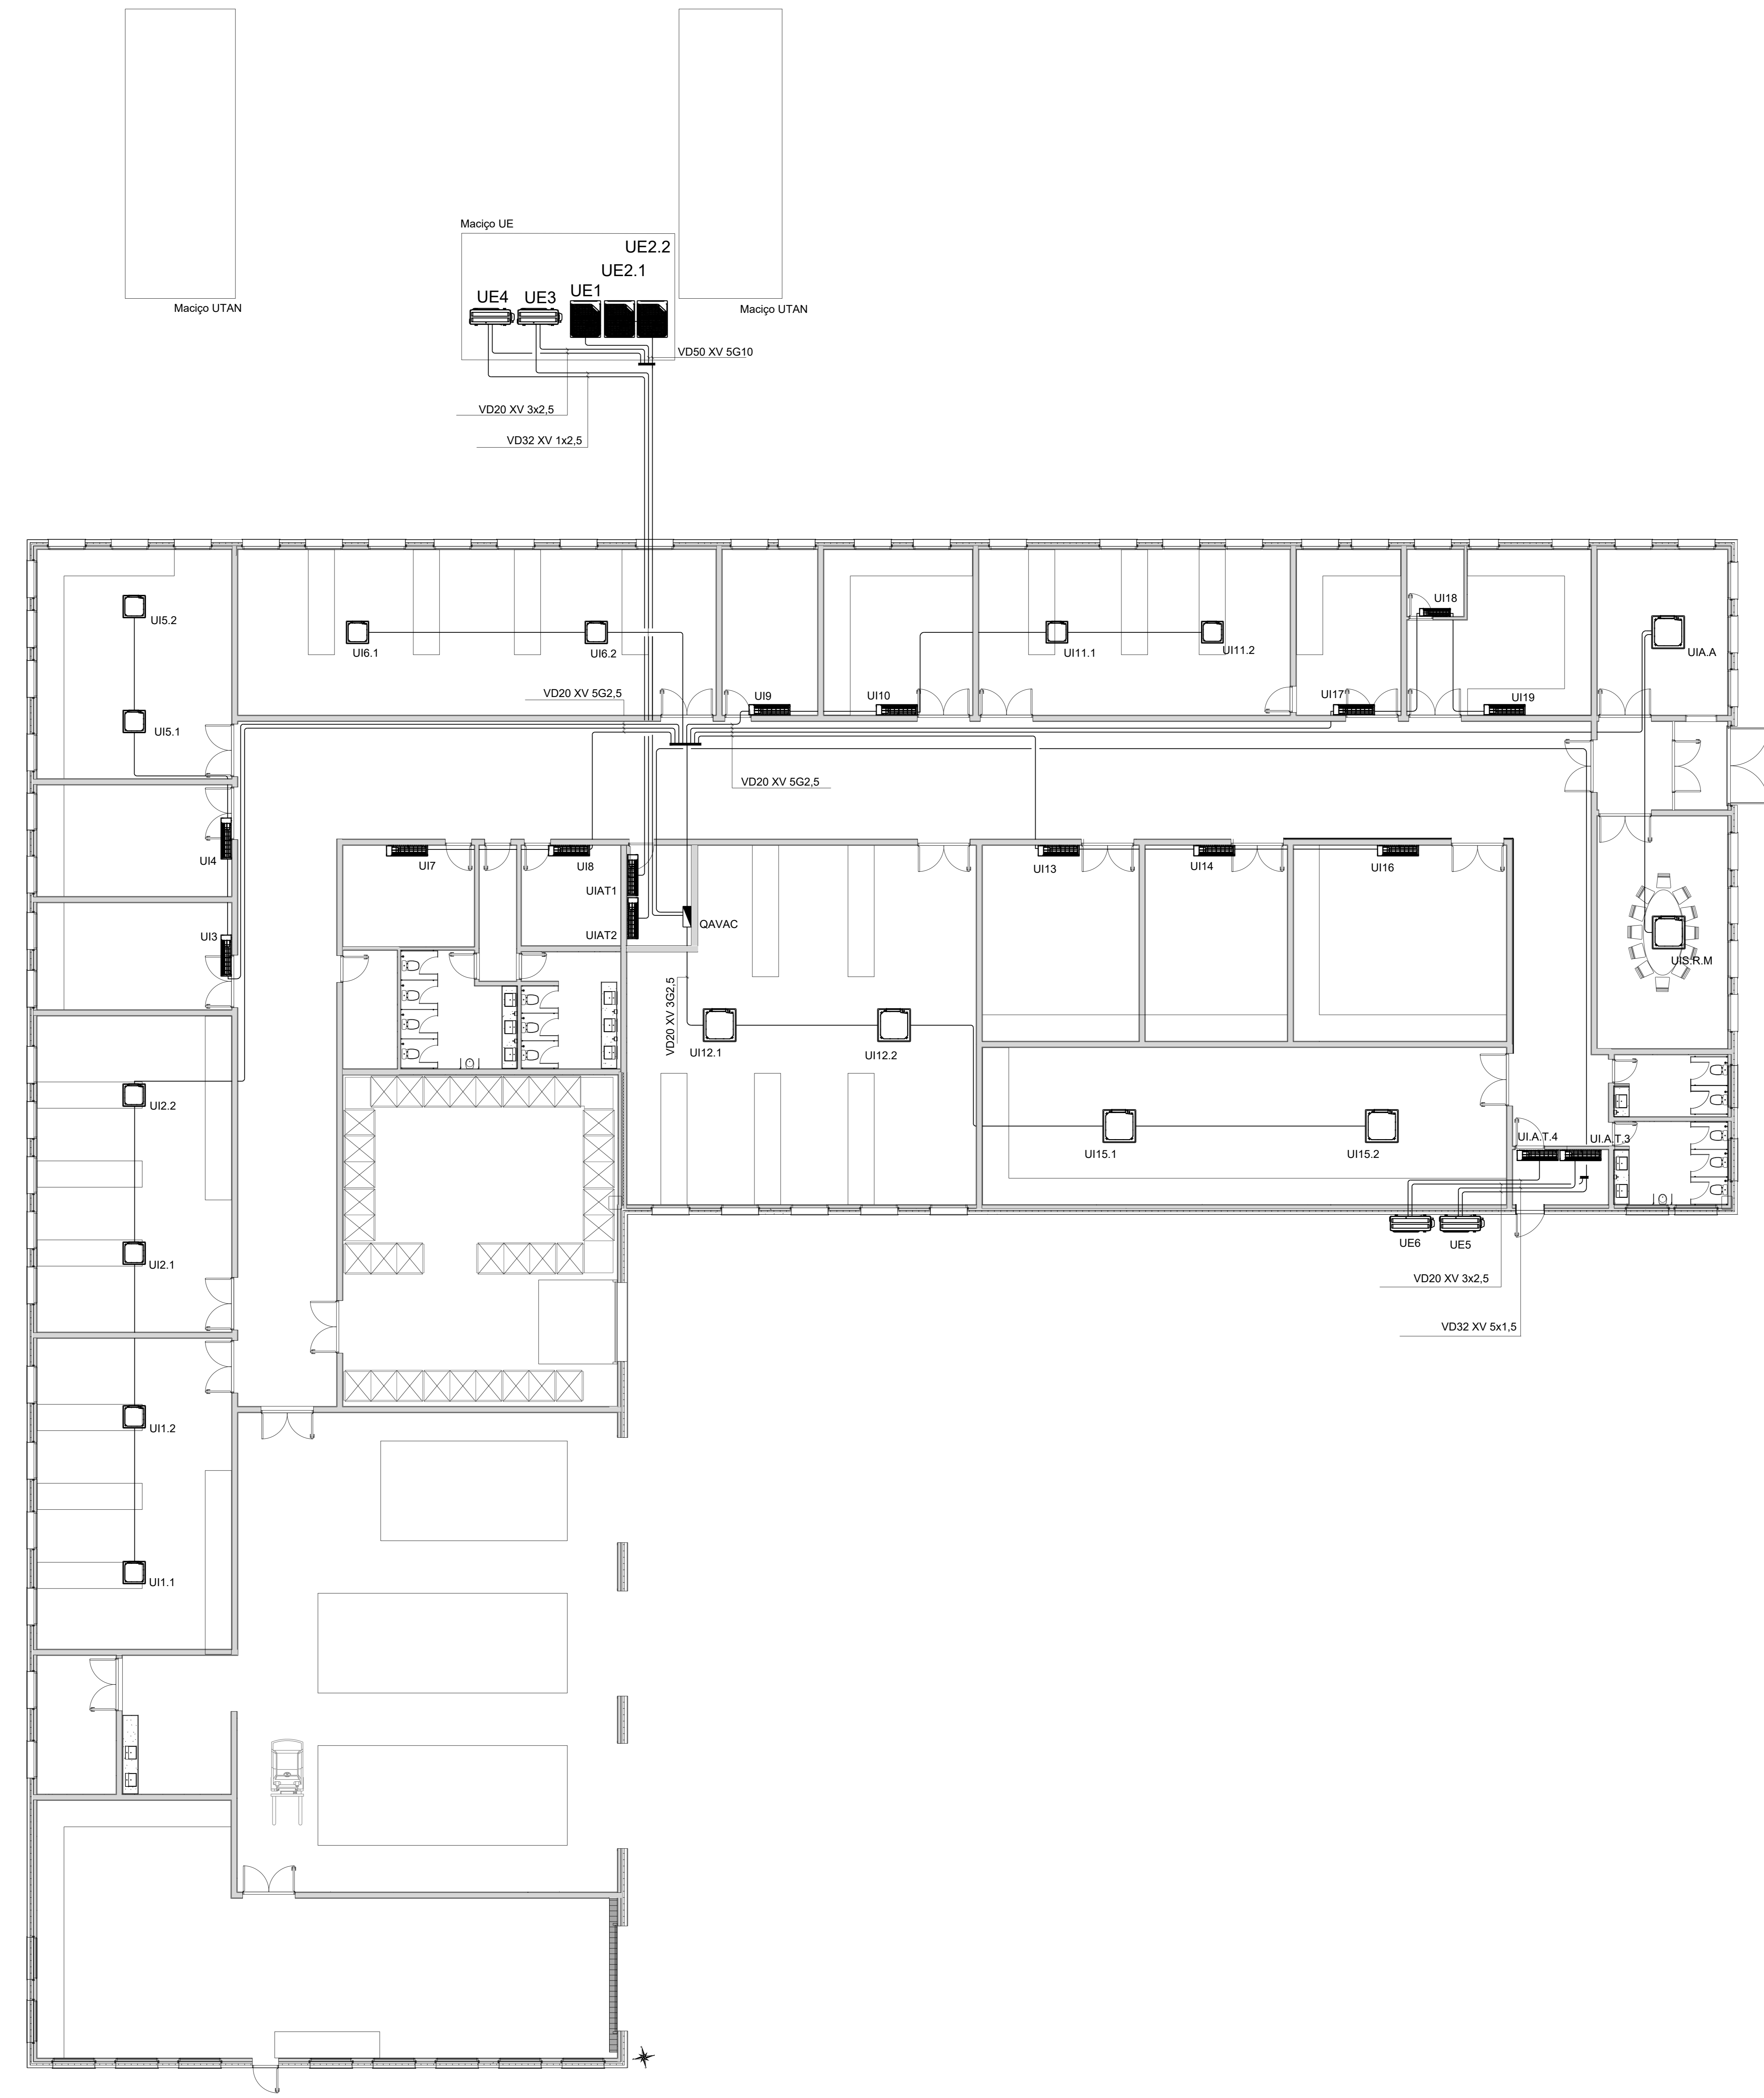 Maciço UE
UE2.2
UE2.1
UE4
UE3
UE1
Maciço UTAN
Maciço UTAN
VD50 XV 5G10
VD20 XV 3x2,5
VD32 XV 1x2,5
UI5.2
UI6.1
UI6.2
UI11.1
UI11.2
UI18
UIA.A
VD20 XV 5G2,5
UI9
UI10
UI17
UI19
UI5.1
VD20 XV 5G2,5
UI4
UI7
UI8
UIAT1
UI13
UI14
UI16
QAVAC
UI3
UIAT2
UIS.R.M
VD20 XV 3G2,5
UI12.1
UI12.2
UI2.2
UI.A.T.4
UI.A.T.3
UI15.1
UI15.2
UE6
UE5
UI2.1
VD20 XV 3x2,5
VD32 XV 5x1,5
UI1.2
UI1.1